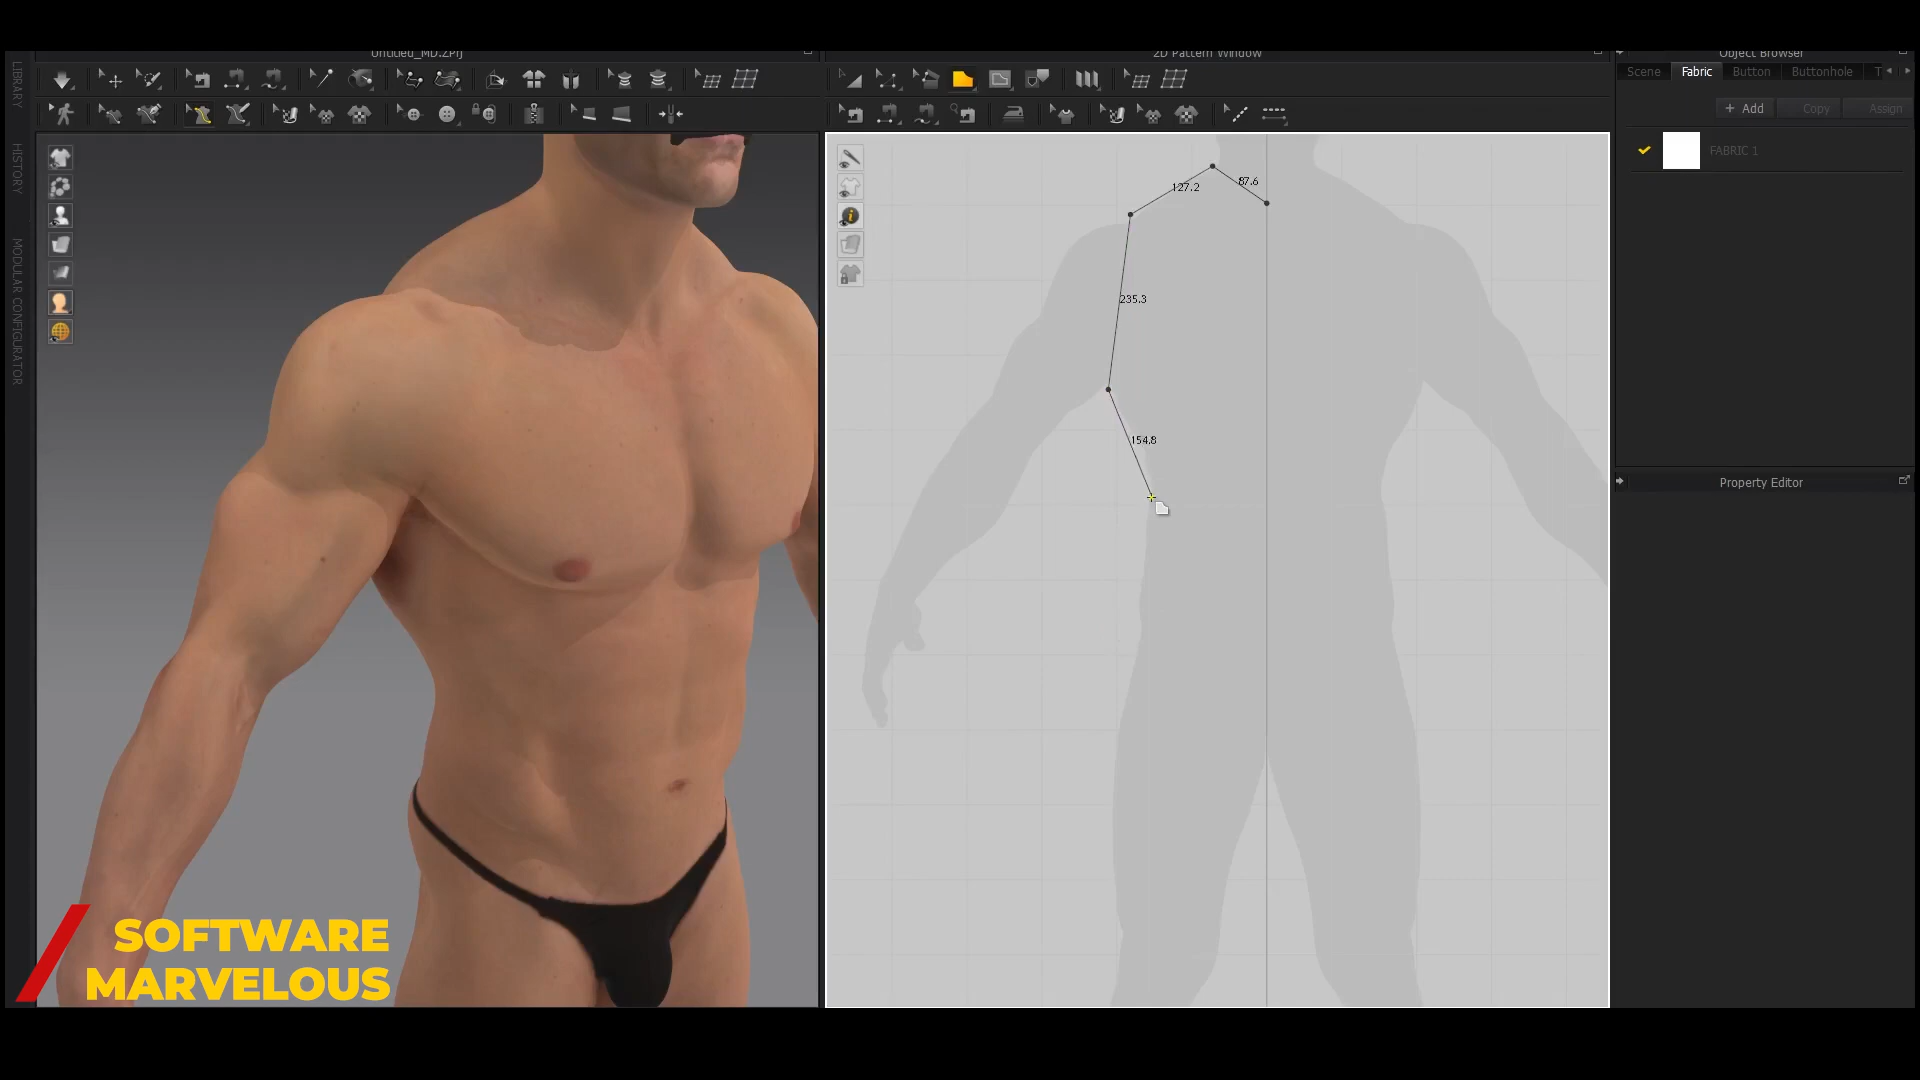 Untitled_MD.ZPrj
2D Pattern Window
Object Browser
Scene
Fabric
Button
Buttonhole
T
+ Add
Copy
Assign
FABRIC 1
Property Editor
LIBRARY
HISTORY
MODULAR CONFIGURATOR
127.2
87.6
235.3
154.8
SOFTWARE
MARVELOUS